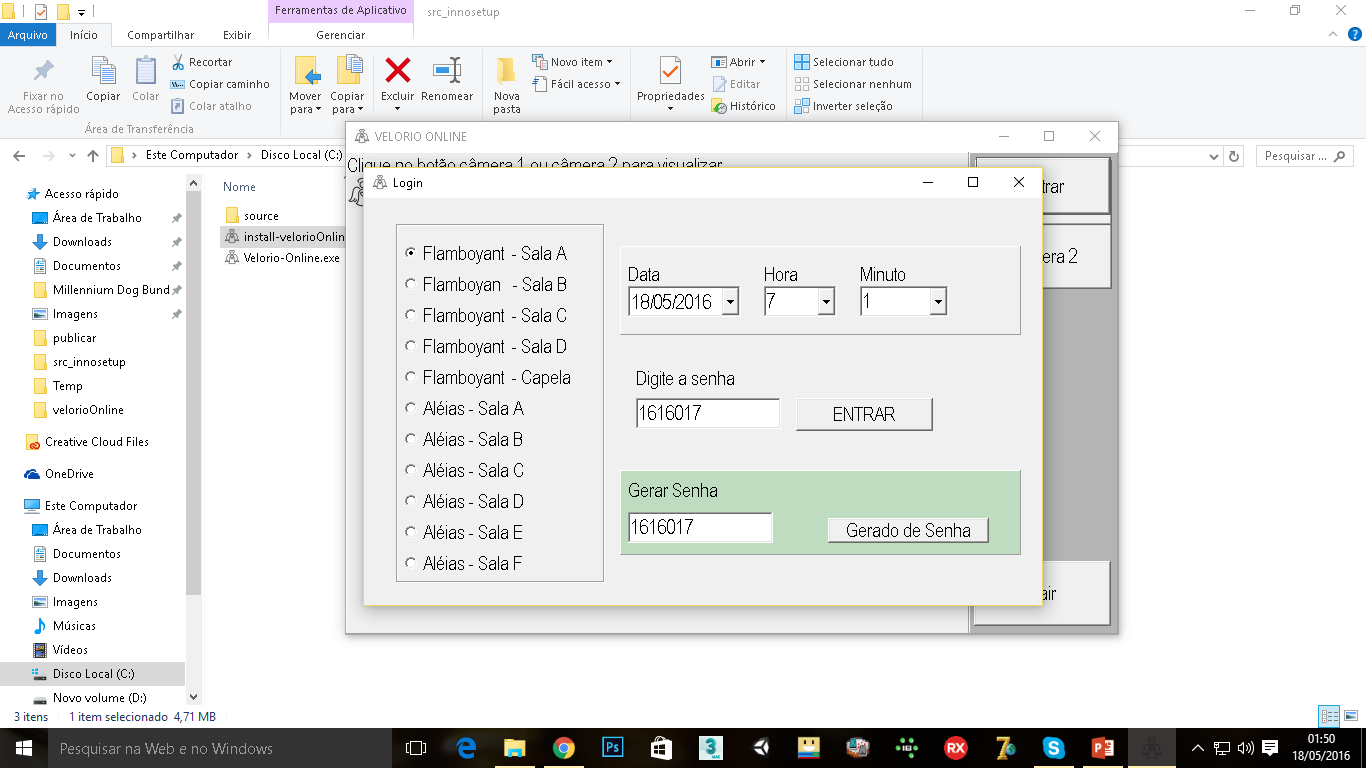 Ferramentas de Aplicativo
src_innosetup
Arquivo
Início
Compartilhar
Exibir
Gerenciar
Fixar no
Acesso rápido
Copiar
Colar
Recortar
Copiar caminho
Colar atalho
Área de Transferência
Mover
para
Copiar
para
Excluir
Renomear
Nova
pasta
Novo item
Fácil acesso
Propriedades
Abrir
Editar
Histórico
Selecionar tudo
Selecionar nenhum
Inverter seleção
Este Computador
Disco Local (C:)
Pesquisar ...
Acesso rápido
Área de Trabalho
Downloads
Documentos
Millennium Dog Bund
Imagens
publicar
src_innosetup
Temp
velorioOnline
Creative Cloud Files
OneDrive
Este Computador
Área de Trabalho
Documentos
Downloads
Imagens
Músicas
Vídeos
Disco Local (C:)
Novo volume (D:)
Nome
source
install-velorioOnlin
Velorio-Online.exe
VELORIO ONLINE
Clique no botão câmera 1 ou câmera 2 para visualizar
trar
era 2
air
Login
Flamboyant - Sala A
Flamboyan - Sala B
Flamboyant - Sala C
Flamboyant - Sala D
Flamboyant - Capela
Aléias - Sala A
Aléias - Sala B
Aléias - Sala C
Aléias - Sala D
Aléias - Sala E
Aléias - Sala F
Data
Hora
Minuto
18/05/2016
7
1
Digite a senha
1616017
ENTRAR
Gerar Senha
1616017
Gerado de Senha
3 itens
1 item selecionado 4,71 MB
Pesquisar na Web e no Windows
01:50
18/05/2016